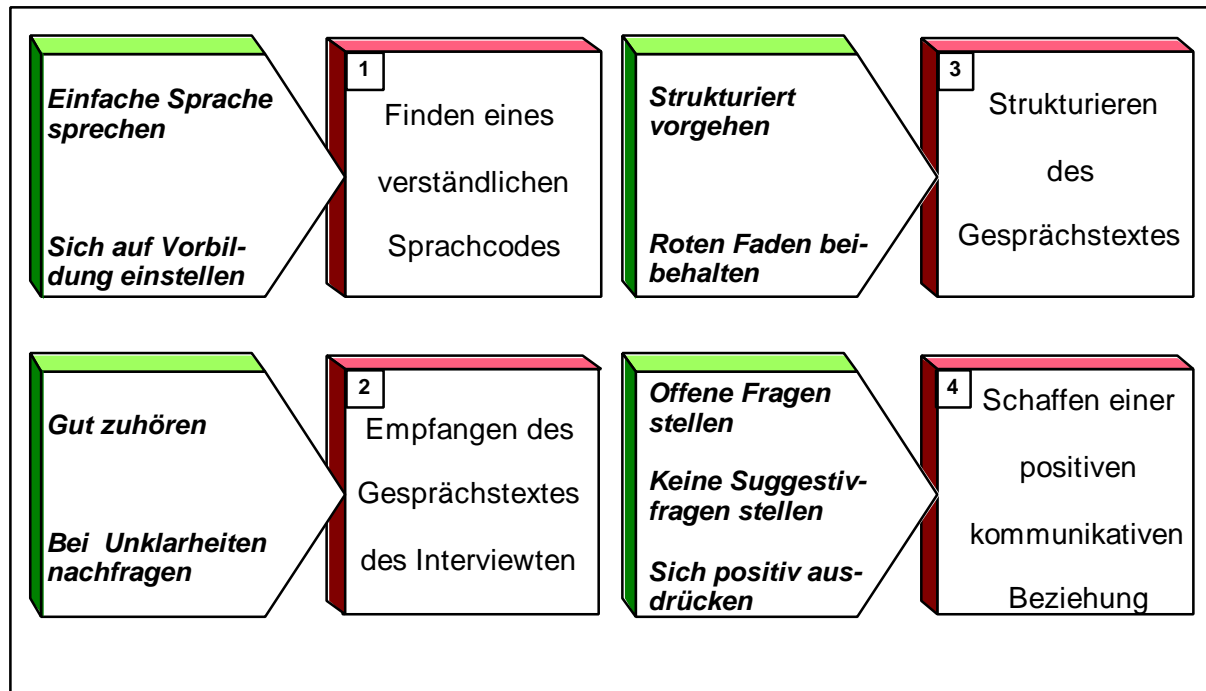 Einfache Sprache
sprechen
Sich auf Vorbil-
dung einstellen
1
Finden eines
verständlichen
Sprachcodes
Gut zuhören
Bei Unklarheiten
nachfragen
2
Empfangen des
Gesprächstextes
des Interviewten
Strukturiert
vorgehen
Roten Faden bei-
behalten
3
Strukturieren
des
Gesprächstextes
Offene Fragen
stellen
Keine Suggestiv-
fragen stellen
Sich positiv aus-
drücken
4
Schaffen einer
positiven
kommunikativen
Beziehung